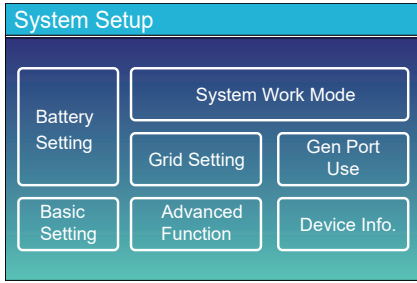 System Setup
Battery
Setting
System Work Mode
Grid Setting
Gen Port
Use
Basic
Setting
Advanced
Function
Device Info.